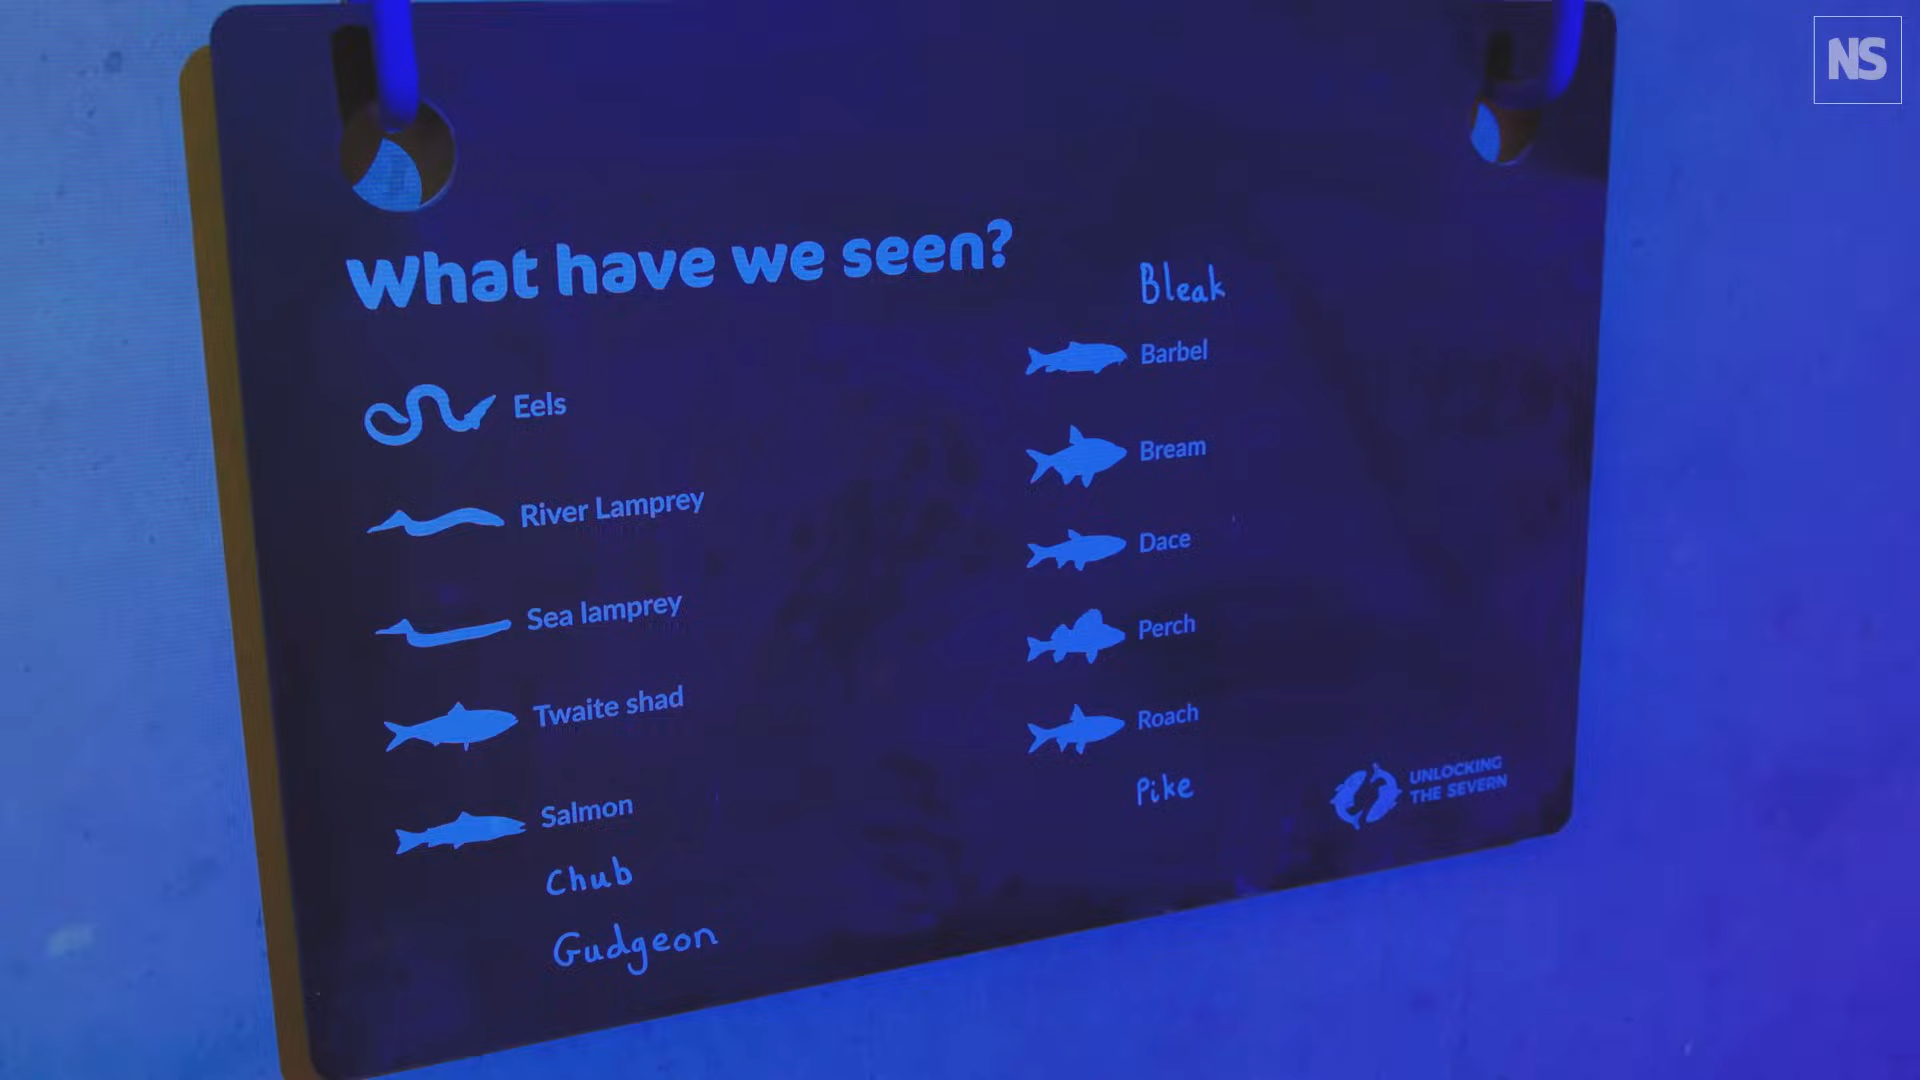 NS
What have we seen?
Eels
River Lamprey
Sea lamprey
Twaite shad
Salmon
Chub
Gudgeon
Bleak
Barbel
Bream
Dace
Perch
Roach
Pike
UNLOCKING
THE SEVERN